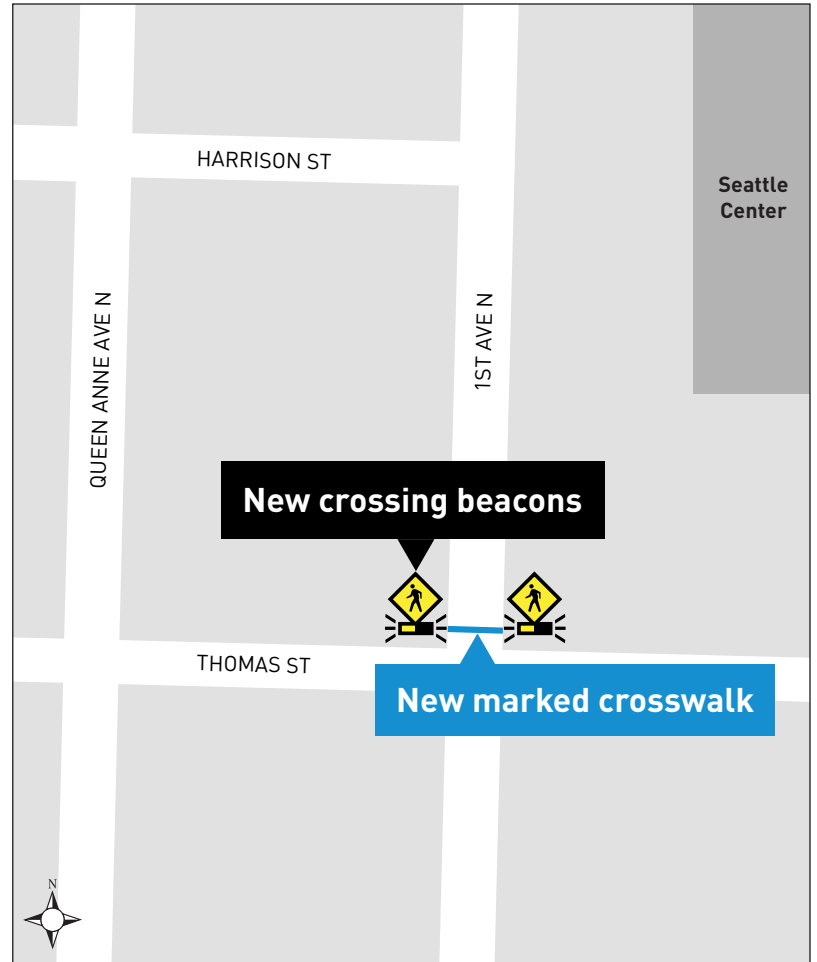 HARRISON ST
Seattle
Center
QUEEN ANNE AVE N
1ST AVE N
New crossing beacons
THOMAS ST
New marked crosswalk
N